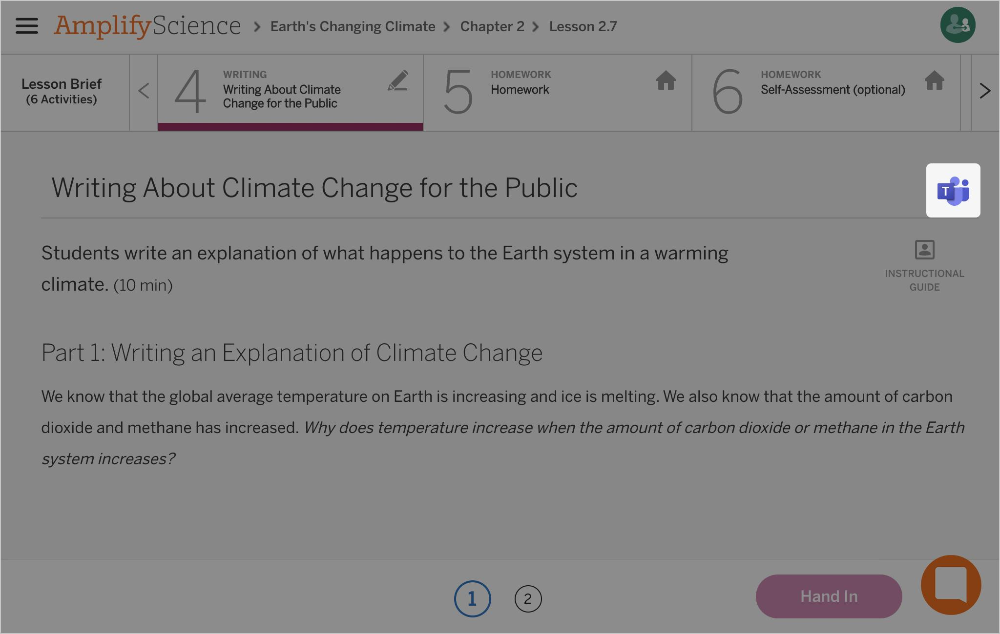 AmplifyScience > Earth's Changing Climate > Chapter 2 > Lesson 2.7
Lesson Brief
(6 Activities)
<
4
WRITING
Writing About Climate
Change for the Public
5
HOMEWORK
Homework
6
HOMEWORK
Self-Assessment (optional)
>
Writing About Climate Change for the Public
T
Students write an explanation of what happens to the Earth system in a warming
climate. (10 min)
INSTRUCTIONAL
GUIDE
Part 1: Writing an Explanation of Climate Change
We know that the global average temperature on Earth is increasing and ice is melting. We also know that the amount of carbon
dioxide and methane has increased. Why does temperature increase when the amount of carbon dioxide or methane in the Earth
system increases?
1
2
Hand In